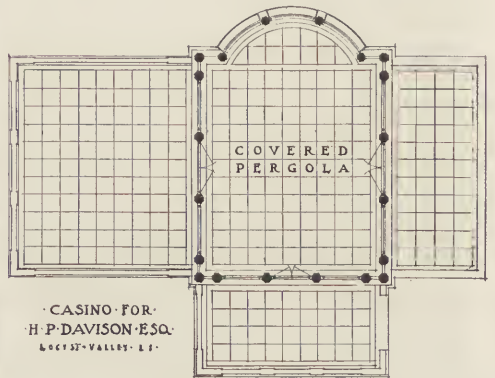 COVERED
PERGOLA
·CASINO·FOR·
·H·P·DAVISON·ESQ·
LOCUST·VALLEY·L·I·